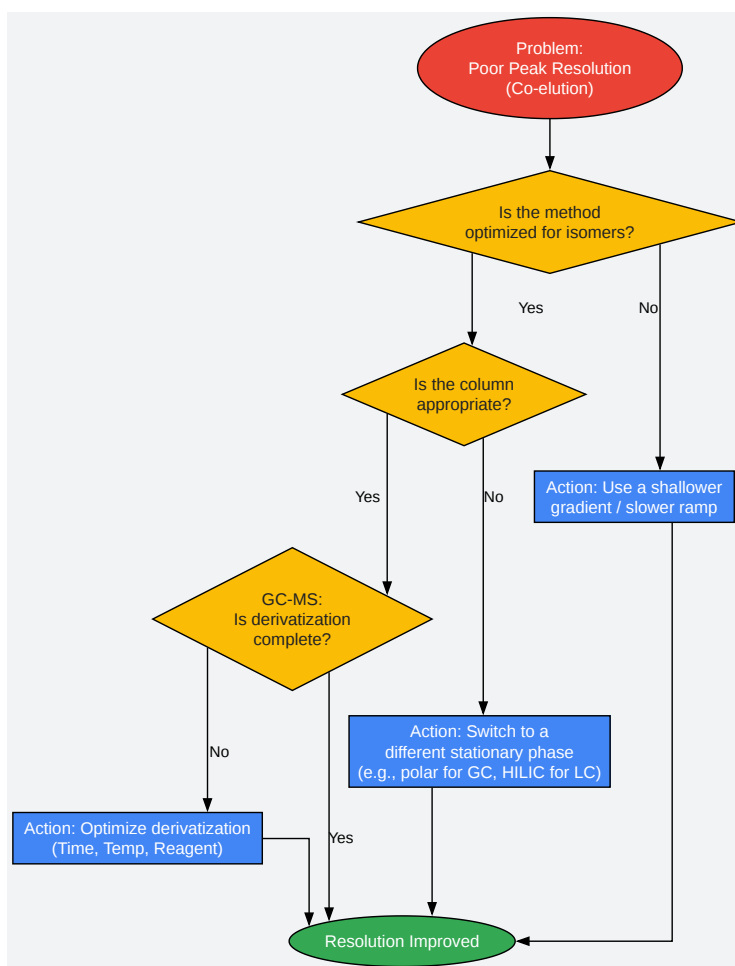 Problem:
Poor Peak Resolution
(Co-elution)
Is the method
optimized for isomers?
Yes
No
Is the column
appropriate?
Yes
No
Action: Use a shallower
gradient / slower ramp
GC-MS:
Is derivatization
complete?
No
Yes
Action: Switch to a
different stationary phase
(e.g., polar for GC, HILIC for LC)
Action: Optimize derivatization
(Time, Temp, Reagent)
Resolution Improved